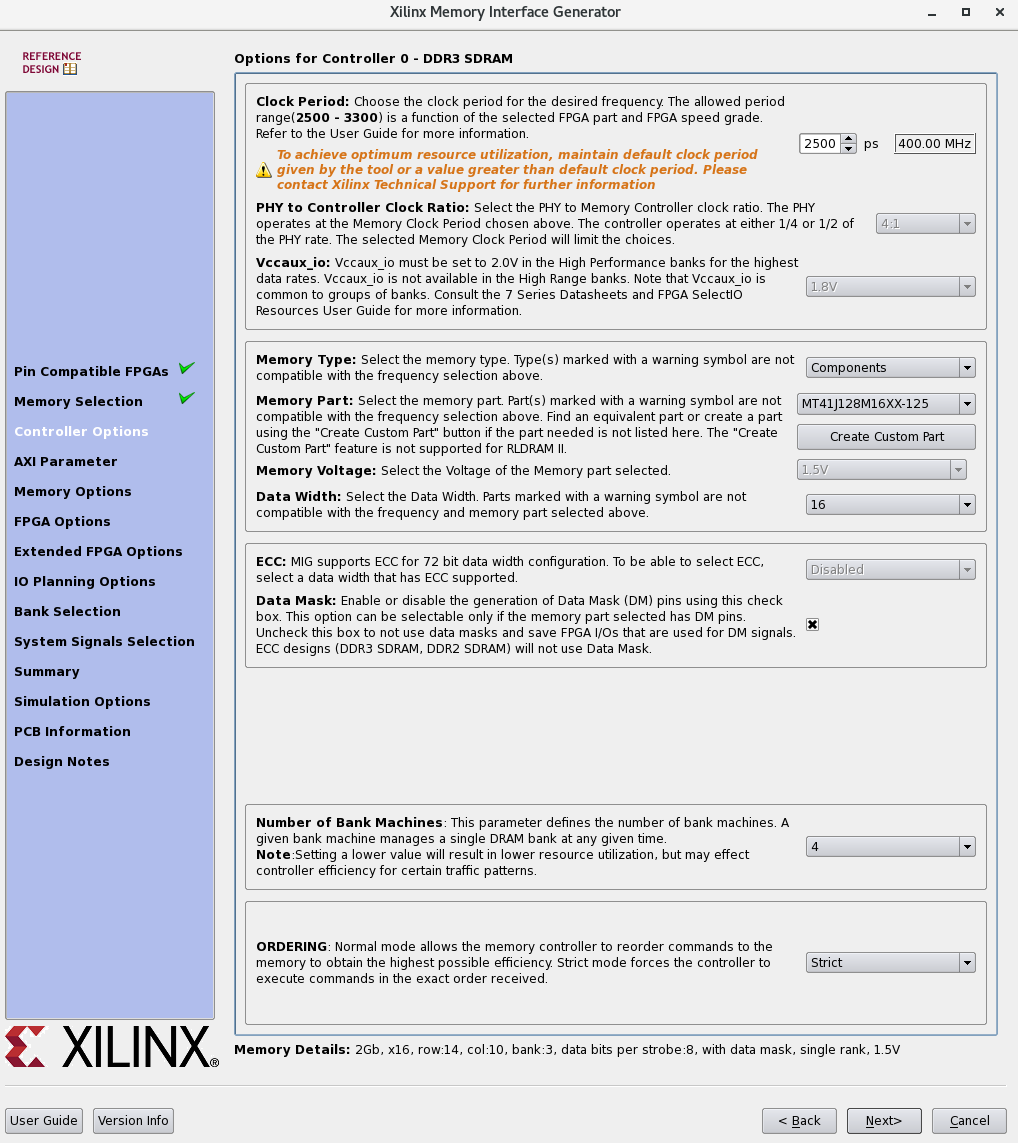 Xilinx Memory Interface Generator
REFERENCE
DESIGN
Pin Compatible FPGAs
Memory Selection
Controller Options
AXI Parameter
Memory Options
FPGA Options
Extended FPGA Options
IO Planning Options
Bank Selection
System Signals Selection
Summary
Simulation Options
PCB Information
Design Notes
XILINX®
Options for Controller 0 - DDR3 SDRAM
Clock Period: Choose the clock period for the desired frequency. The allowed period
range(2500 - 3300) is a function of the selected FPGA part and FPGA speed grade.
Refer to the User Guide for more information.
2500 ps 400.00 MHz
To achieve optimum resource utilization, maintain default clock period
given by the tool or a value greater than default clock period. Please
contact Xilinx Technical Support for further information
PHY to Controller Clock Ratio: Select the PHY to Memory Controller clock ratio. The PHY
operates at the Memory Clock Period chosen above. The controller operates at either 1/4 or 1/2 of
the PHY rate. The selected Memory Clock Period will limit the choices.
4:1
Vccaux_io: Vccaux_io must be set to 2.0V in the High Performance banks for the highest
data rates. Vccaux_io is not available in the High Range banks. Note that Vccaux_io is
common to groups of banks. Consult the 7 Series Datasheets and FPGA SelectIO
Resources User Guide for more information.
1.8V
Memory Type: Select the memory type. Type(s) marked with a warning symbol are not
compatible with the frequency selection above.
Components
Memory Part: Select the memory part. Part(s) marked with a warning symbol are not
compatible with the frequency selection above. Find an equivalent part or create a part
using the "Create Custom Part" button if the part needed is not listed here. The "Create
Custom Part" feature is not supported for RLDRAM II.
MT41J128M16XX-125
Create Custom Part
Memory Voltage: Select the Voltage of the Memory part selected.
1.5V
Data Width: Select the Data Width. Parts marked with a warning symbol are not
compatible with the frequency and memory part selected above.
16
ECC: MIG supports ECC for 72 bit data width configuration. To be able to select ECC,
select a data width that has ECC supported.
Disabled
Data Mask: Enable or disable the generation of Data Mask (DM) pins using this check
box. This option can be selectable only if the memory part selected has DM pins.
Uncheck this box to not use data masks and save FPGA I/Os that are used for DM signals.
ECC designs (DDR3 SDRAM, DDR2 SDRAM) will not use Data Mask.
Number of Bank Machines: This parameter defines the number of bank machines. A
given bank machine manages a single DRAM bank at any given time.
Note:Setting a lower value will result in lower resource utilization, but may effect
controller efficiency for certain traffic patterns.
4
ORDERING: Normal mode allows the memory controller to reorder commands to the
memory to obtain the highest possible efficiency. Strict mode forces the controller to
execute commands in the exact order received.
Strict
Memory Details: 2Gb, x16, row:14, col:10, bank:3, data bits per strobe:8, with data mask, single rank, 1.5V
User Guide
Version Info
< Back
Next>
Cancel